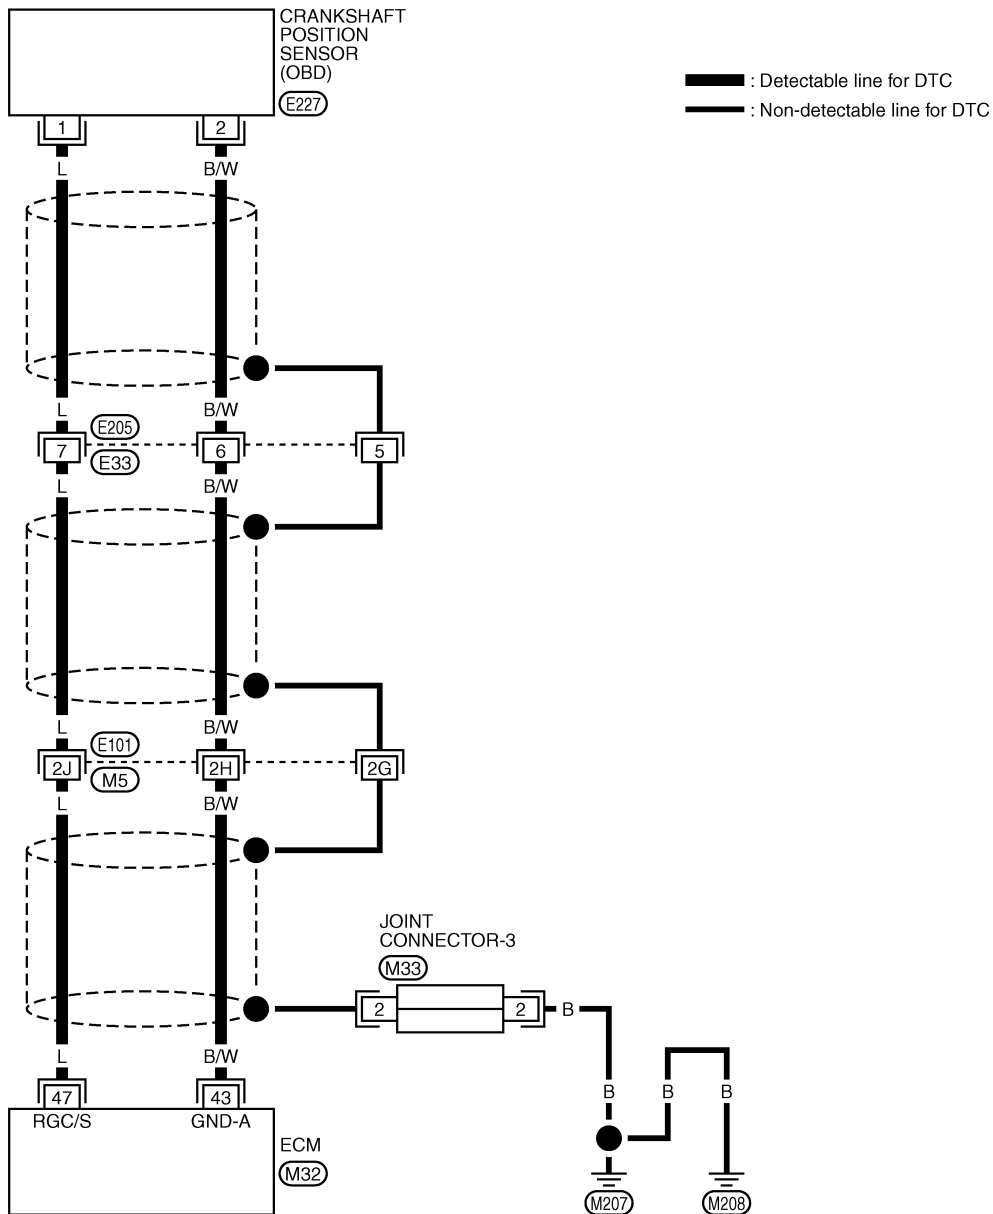 CRANKSHAFT
POSITION
SENSOR
(OBD)
E227
: Detectable line for DTC
: Non-detectable line for DTC
1 2
L B/W
L B/W
E205
7 6 5
E33
L B/W
L B/W
E101
2J 2H 2G
M5
L B/W
JOINT
CONNECTOR-3
M33
2 2 B
L B/W
B B B
47 43
RGC/S GND-A
ECM
M32
M207 M208